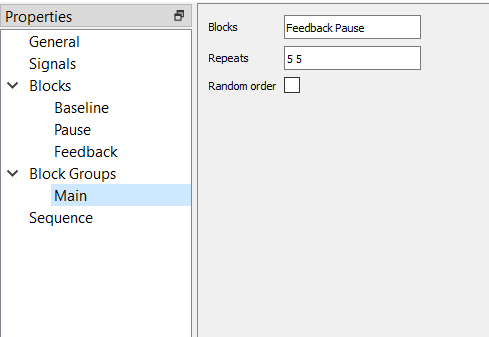 Properties
General
Signals
Blocks
Baseline
Pause
Feedback
Block Groups
Main
Sequence
Blocks Feedback Pause
Repeats 5 5
Random order